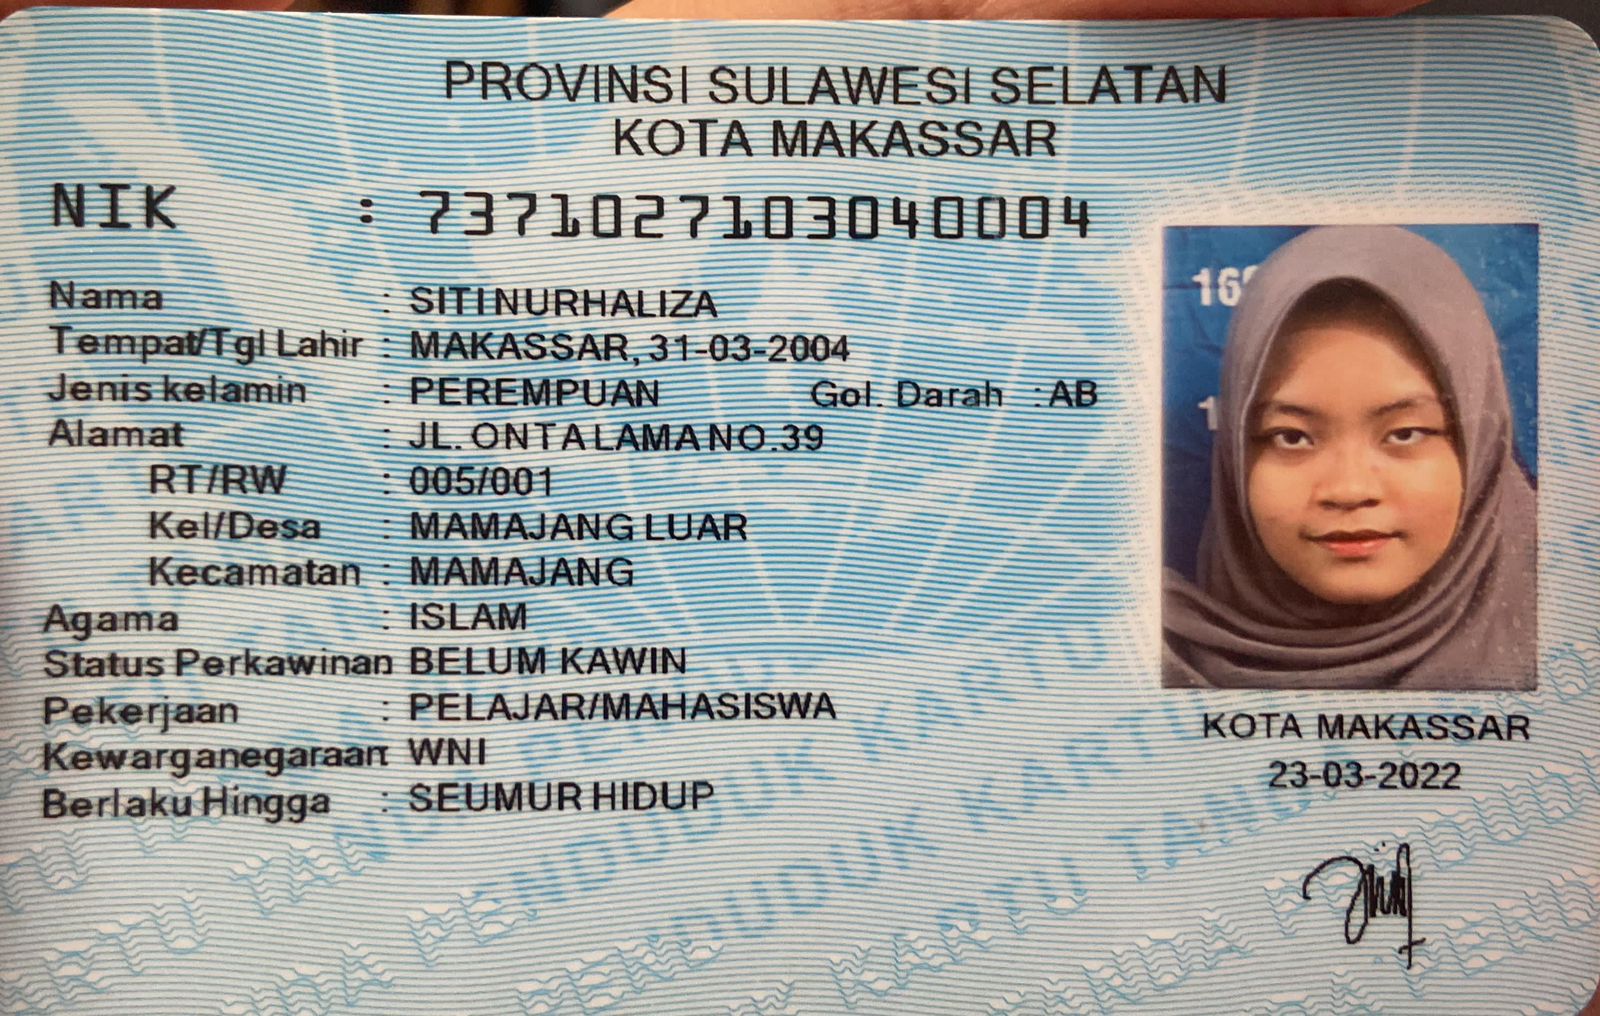 PROVINSI SULAWESI SELATAN
KOTA MAKASSAR
NIK : 7371027103040004
Nama : SITI NURHALIZA
Tempat/Tgl Lahir : MAKASSAR, 31-03-2004
Jenis kelamin : PEREMPUAN Gol. Darah : AB
Alamat : JL. ONTA LAMA NO.39
RT/RW : 005/001
Kel/Desa : MAMAJANG LUAR
Kecamatan : MAMAJANG
Agama : ISLAM
Status Perkawinan BELUM KAWIN
Pekerjaan : PELAJAR/MAHASISWA
Kewarganegaraan: WNI
Berlaku Hingga : SEUMUR HIDUP
KOTA MAKASSAR
23-03-2022